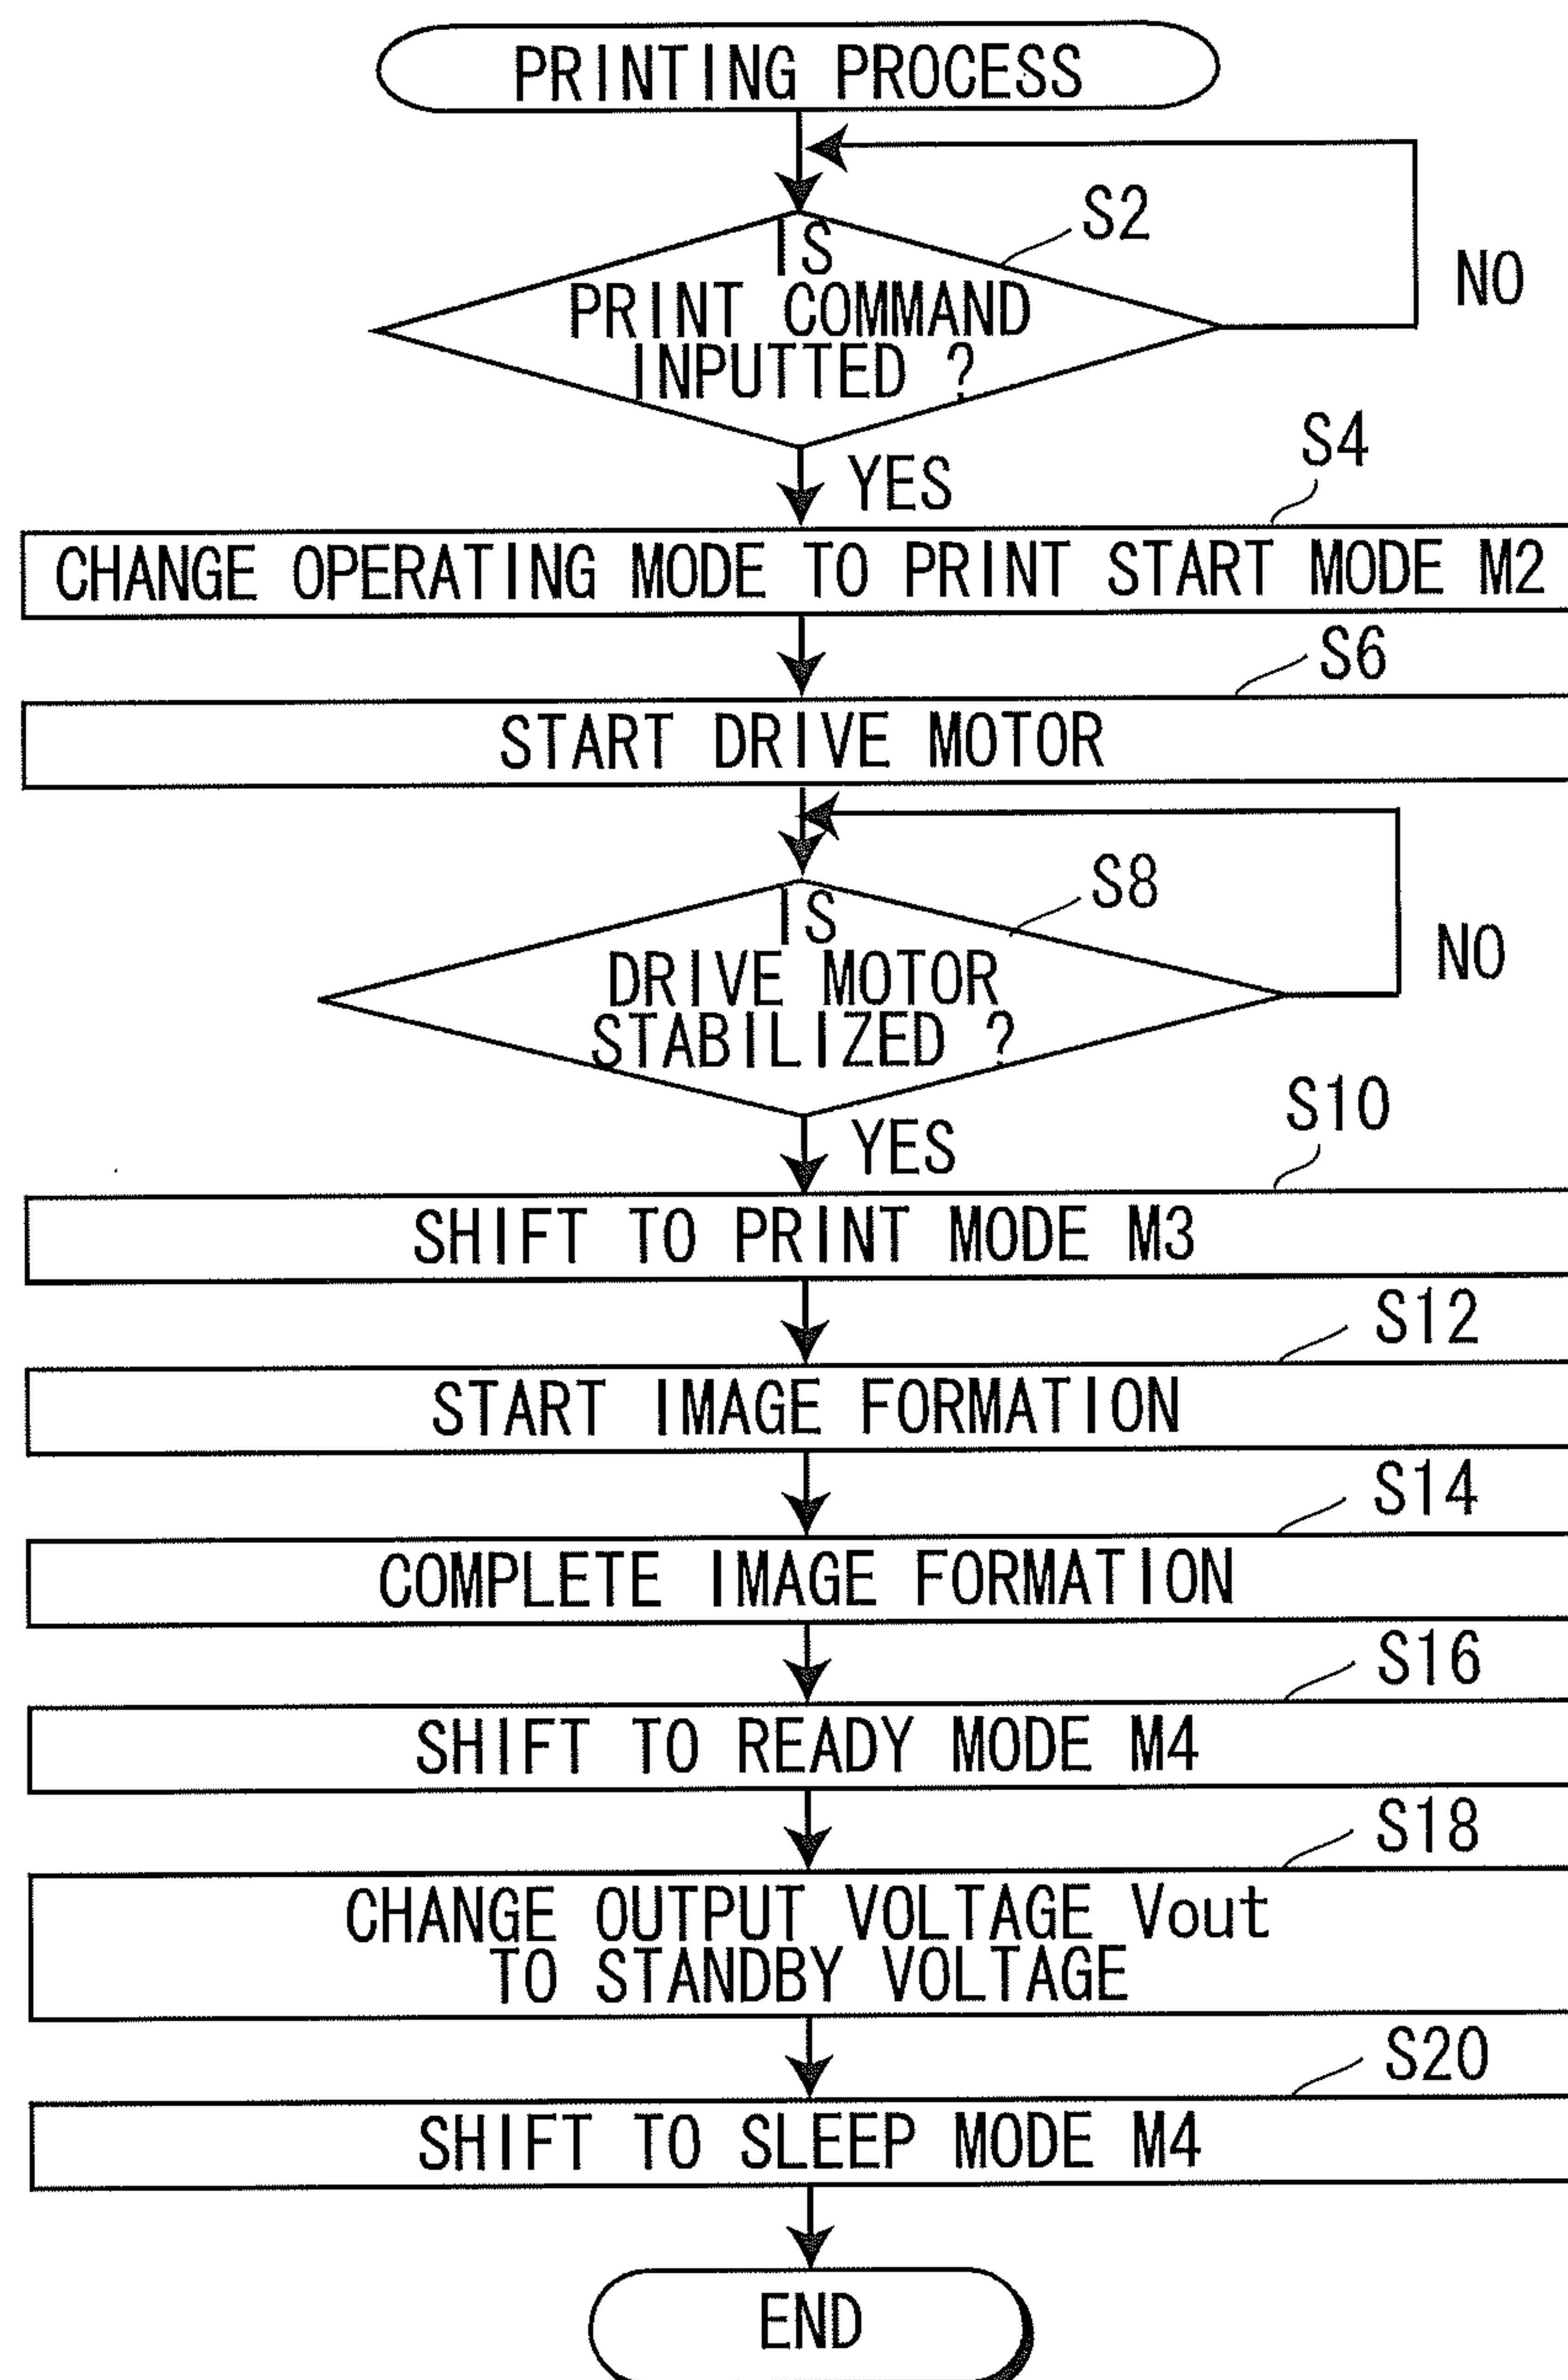 PRINTING PROCESS
S2
IS
PRINT COMMAND
INPUTTED ?
NO
YES
S4
CHANGE OPERATING MODE TO PRINT START MODE M2
S6
START DRIVE MOTOR
S8
IS
DRIVE MOTOR
STABILIZED ?
NO
YES
S10
SHIFT TO PRINT MODE M3
S12
START IMAGE FORMATION
S14
COMPLETE IMAGE FORMATION
S16
SHIFT TO READY MODE M4
S18
CHANGE OUTPUT VOLTAGE Vout
TO STANDBY VOLTAGE
S20
SHIFT TO SLEEP MODE M4
END